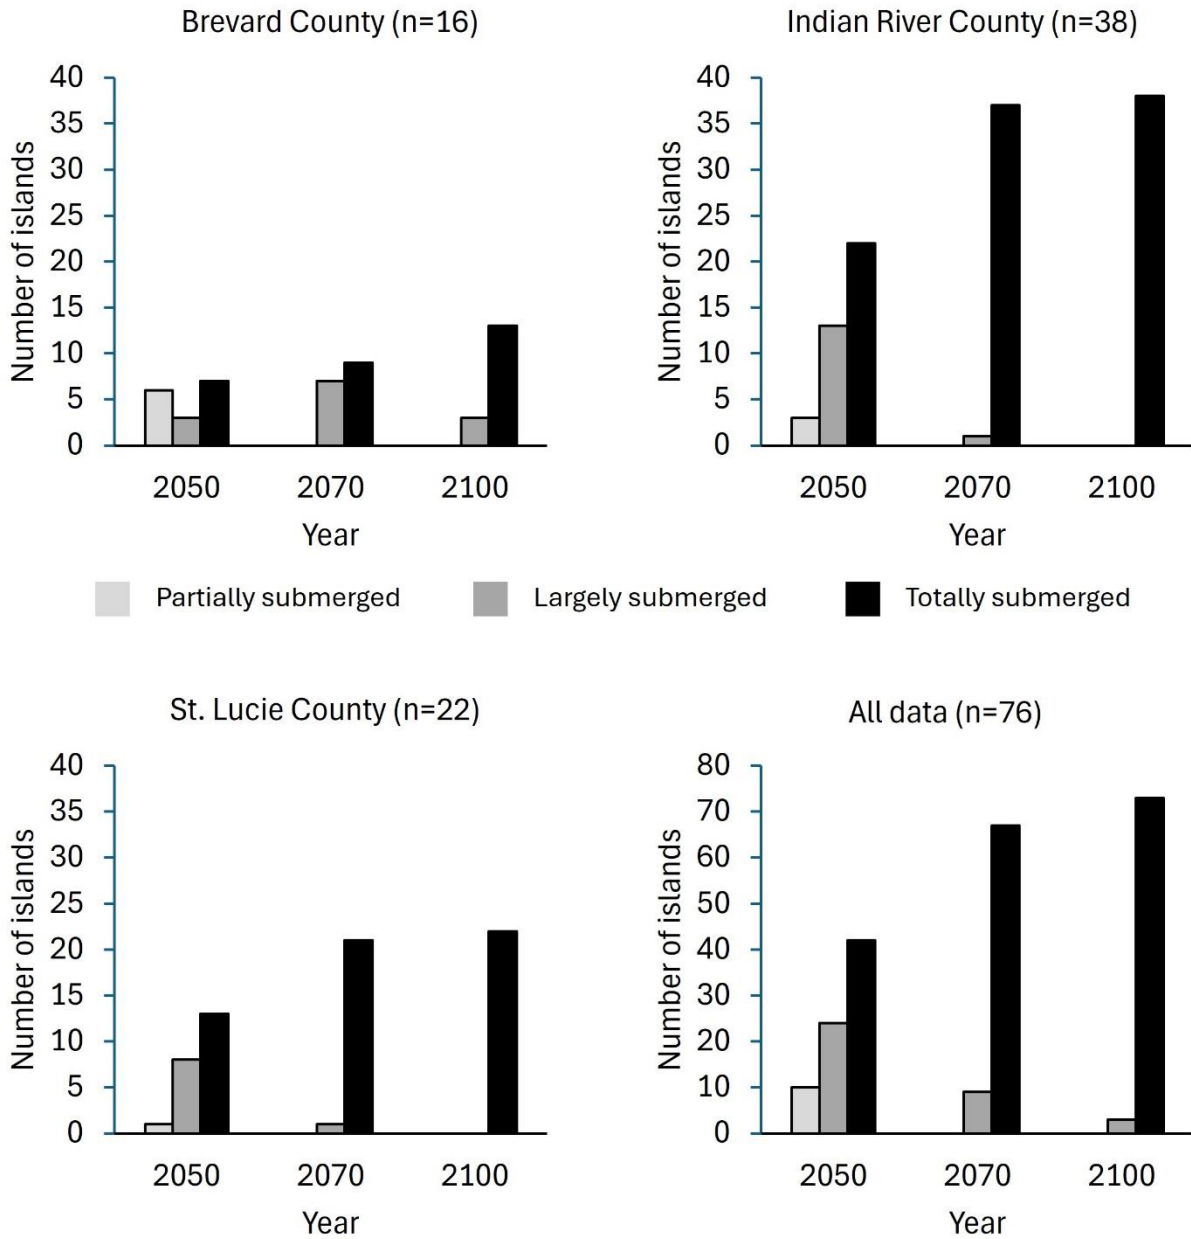 Brevard County (n=16)
Number of islands
40
35
30
25
20
15
10
5
0
2050 2070 2100
Year
Indian River County (n=38)
Number of islands
40
35
30
25
20
15
10
5
0
2050 2070 2100
Year
Partially submerged Largely submerged Totally submerged
St. Lucie County (n=22)
Number of islands
40
35
30
25
20
15
10
5
0
2050 2070 2100
Year
All data (n=76)
Number of islands
80
70
60
50
40
30
20
10
0
2050 2070 2100
Year